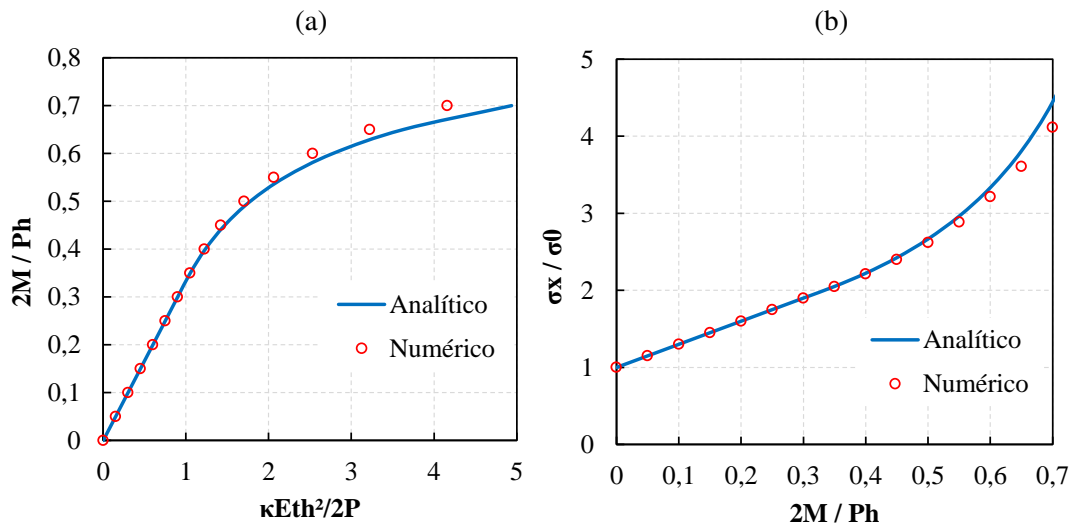 (a)
0,8
0,7
0,6
0,5
0,4
0,3
0,2
0,1
0
2M / Ph
Analítico
Numérico
0 1 2 3 4 5
κEth²/2P
(b)
5
4
3
2
1
0
σx / σ0
Analítico
Numérico
0 0,1 0,2 0,3 0,4 0,5 0,6 0,7
2M / Ph